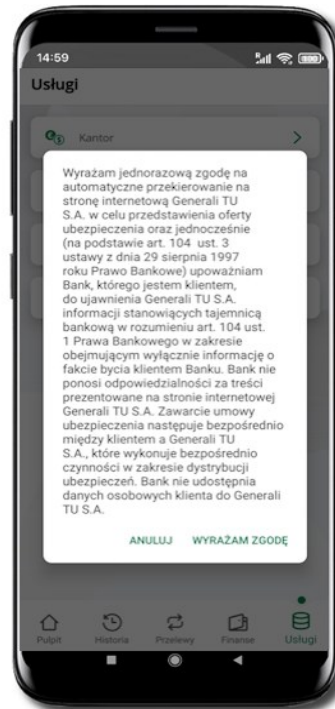 14:59
Usługi
Kantor
Wyrażam jednorazową zgodę na
automatyczne przekierowanie na
stronę internetową Generali TU
S.A. w celu przedstawienia oferty
ubezpieczenia oraz jednocześnie
(na podstawie art. 104 ust. 3
ustawy z dnia 29 sierpnia 1997
roku Prawo Bankowe) upoważniam
Bank, którego jestem klientem,
do ujawnienia Generali TU S.A.
informacji stanowiących tajemnicą
bankową w rozumieniu art. 104 ust.
1 Prawa Bankowego w zakresie
obejmującym wyłącznie informację o
fakcie bycia klientem Banku. Bank nie
ponosi odpowiedzialności za treści
prezentowane na stronie internetowej
Generali TU S.A. Zawarcie umowy
ubezpieczenia następuje bezpośrednio
między klientem a Generali TU
S.A., które wykonuje bezpośrednio
czynności w zakresie dystrybucji
ubezpieczeń. Bank nie udostępnia
danych osobowych klienta do Generali
TU S.A.
ANULUJ WYRAŻAM ZGODĘ
Pulpit Historia Przelewy Finanse Usługi